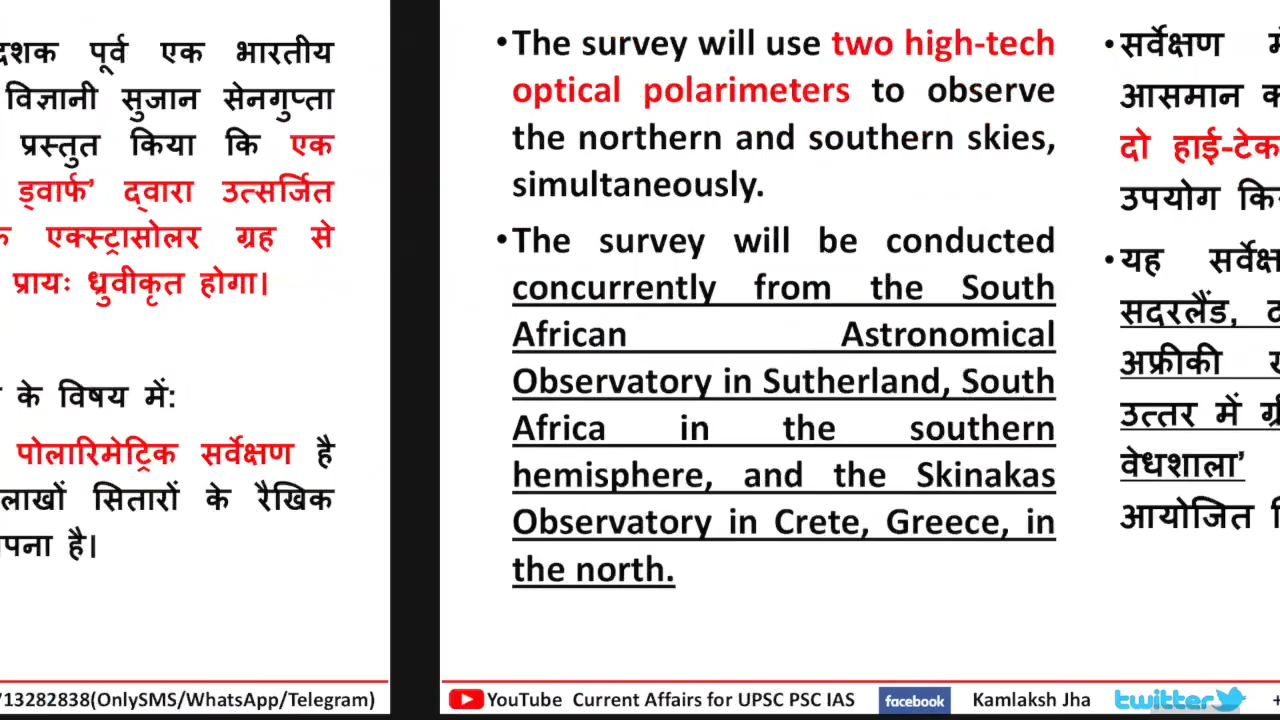 दशक पूर्व एक भारतीय
विज्ञानी सुजान सेनगुप्ता
प्रस्तुत किया कि एक
ड्वार्फ’ द्वारा उत्सर्जित
एक्स्ट्रासोलर ग्रह से
प्रायः ध्रुवीकृत होगा।
के विषय में:
पोलारिमेट्रिक सर्वेक्षण है
लाखों सितारों के रैखिक
है।
713282838(OnlySMS/WhatsApp/Telegram)
•The survey will use two high-tech
optical polarimeters to observe
the northern and southern skies,
simultaneously.
•The survey will be conducted
concurrently from the South
African Astronomical
Observatory in Sutherland, South
Africa in the southern
hemisphere, and the Skinakas
Observatory in Crete, Greece, in
the north.
YouTube Current Affairs for UPSC PSC IAS facebook Kamlaksh Jha twitter +
•सर्वेक्षण
आसमान
दो हाई-टेक
उपयोग
•यह
सदरलैंड,
अफ्रीकी
उत्तर में
वेधशाला’
आयोजित